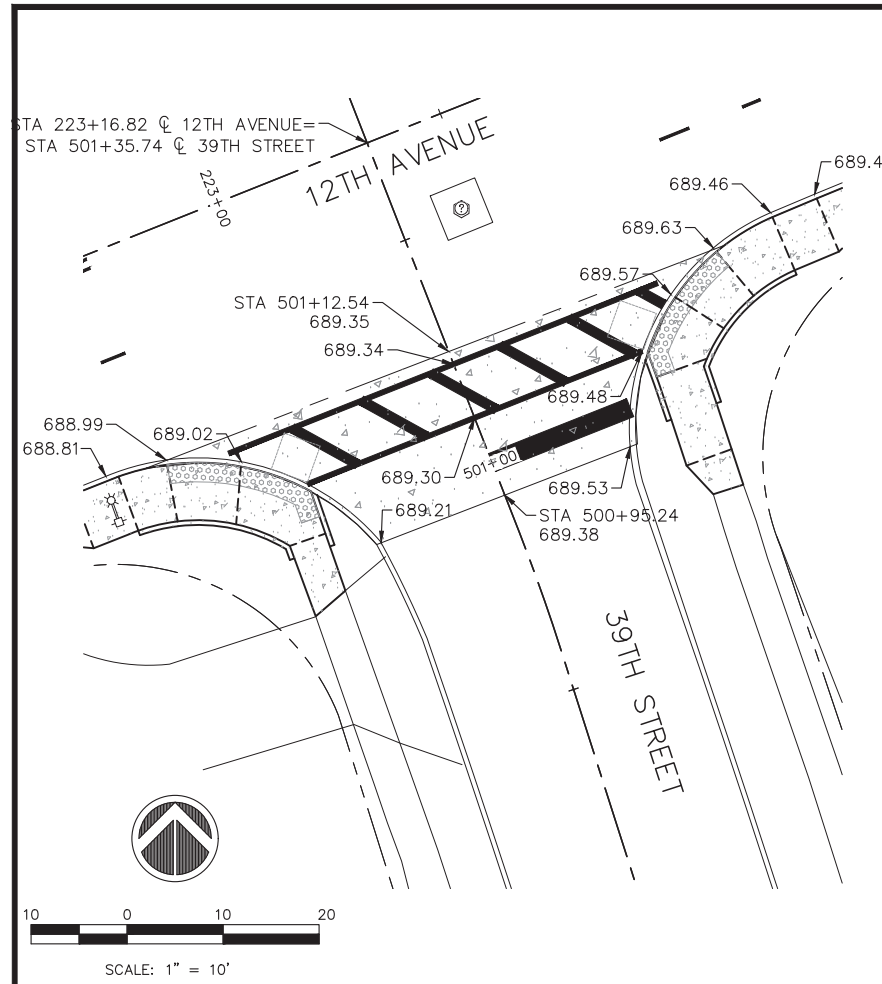 STA 223+16.82 ℄ 12TH AVENUE=
STA 501+35.74 ℄ 39TH STREET
12TH AVENUE
223+00
?
689.4
689.46
689.63
689.57
STA 501+12.54
689.35
689.34
688.99
688.81
689.02
689.48
689.30
501+00
689.53
689.21
STA 500+95.24
689.38
39TH STREET
10 0 10 20
SCALE: 1" = 10'